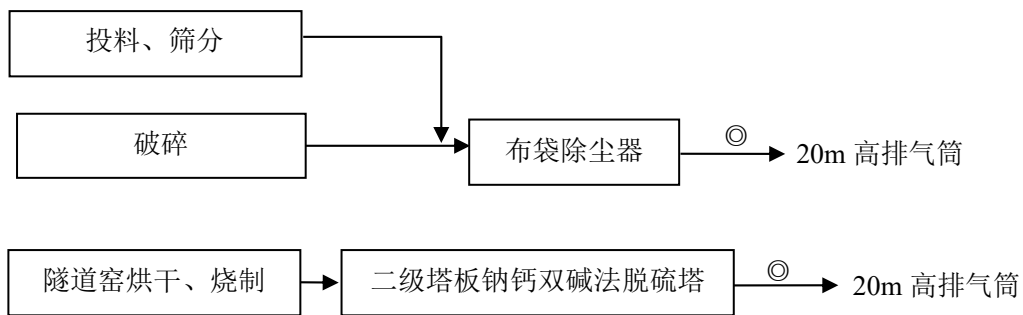 投料、筛分
破碎
布袋除尘器
◎
20m 高排气筒
隧道窑烘干、烧制
二级塔板钠钙双碱法脱硫塔
◎
20m 高排气筒